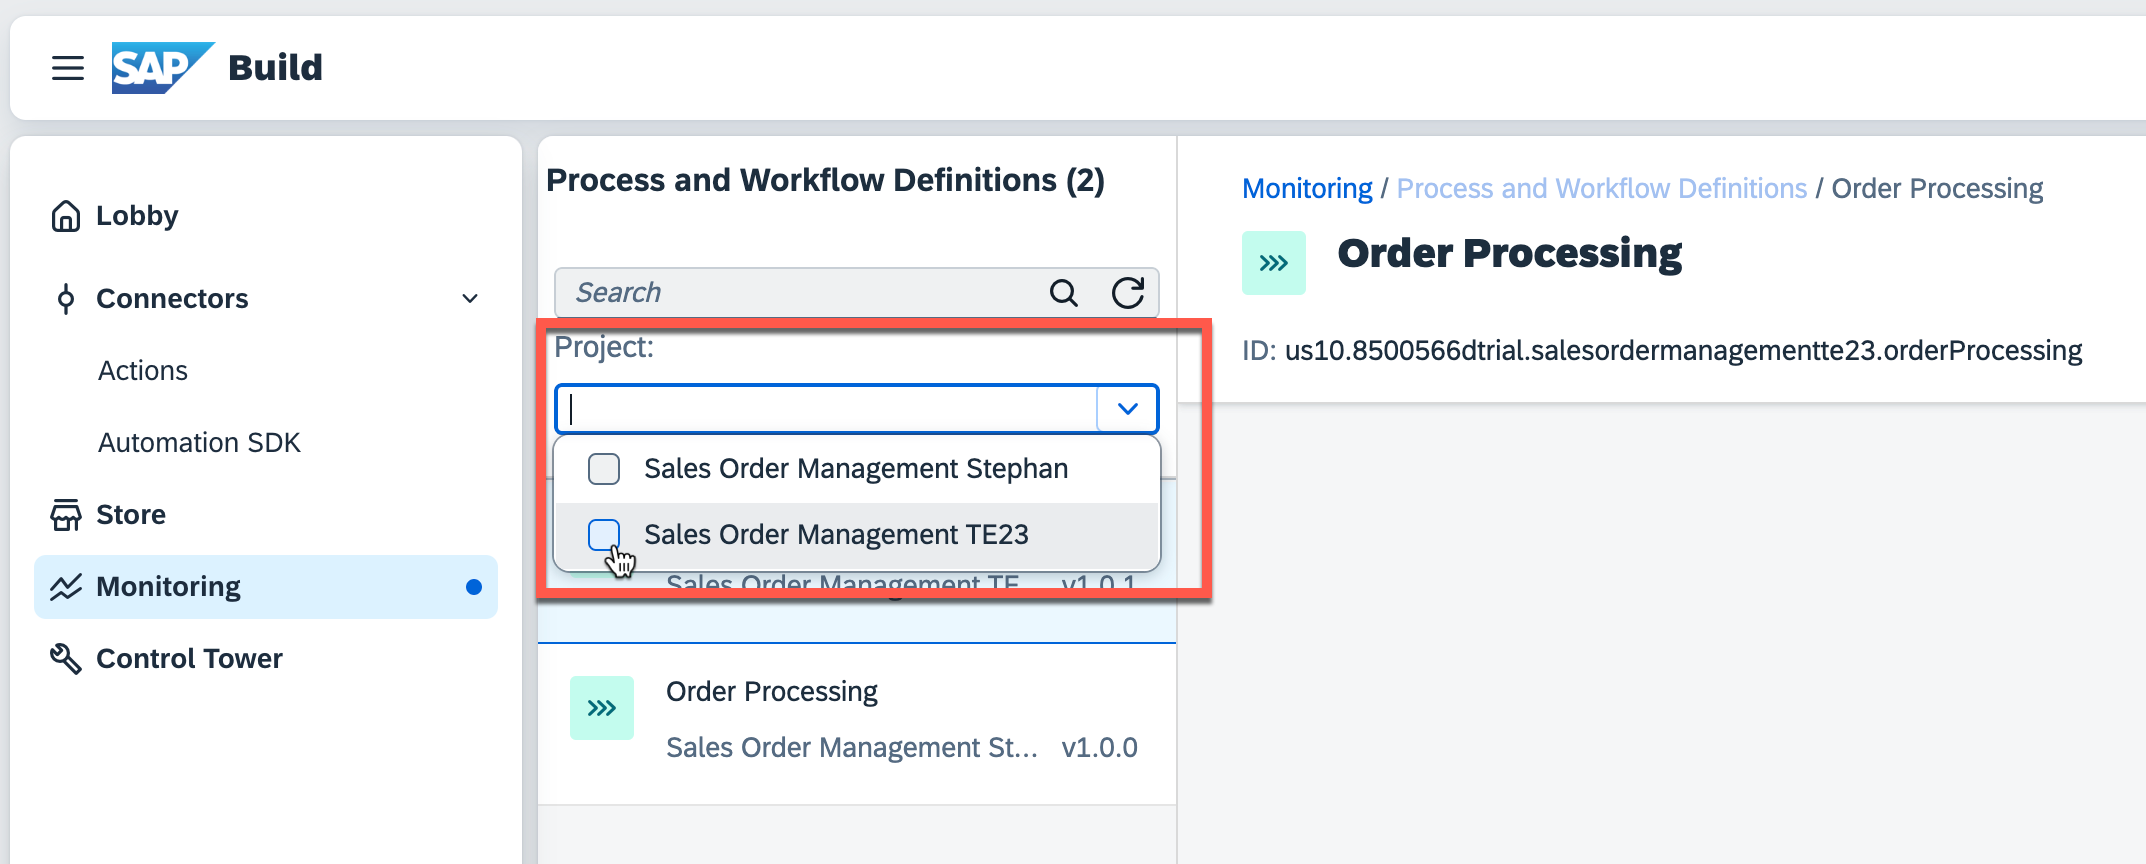 SAP Build
Lobby
Connectors
Actions
Automation SDK
Store
Monitoring
Control Tower
Process and Workflow Definitions (2)
Search
Project:
Sales Order Management Stephan
Sales Order Management TE23
Sales Order Management TE... v1.0.1
Order Processing
Sales Order Management St... v1.0.0
Monitoring / Process and Workflow Definitions / Order Processing
Order Processing
ID: us10.8500566dtrial.salesordermanagementte23.orderProcessing